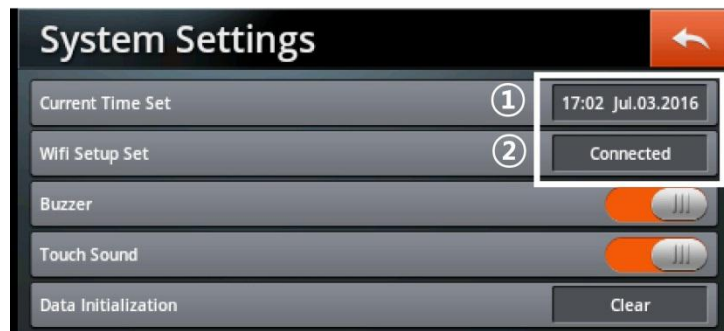 System Settings
Current Time Set ① 17:02 Jul.03.2016
Wifi Setup Set ② Connected
Buzzer
Touch Sound
Data Initialization Clear